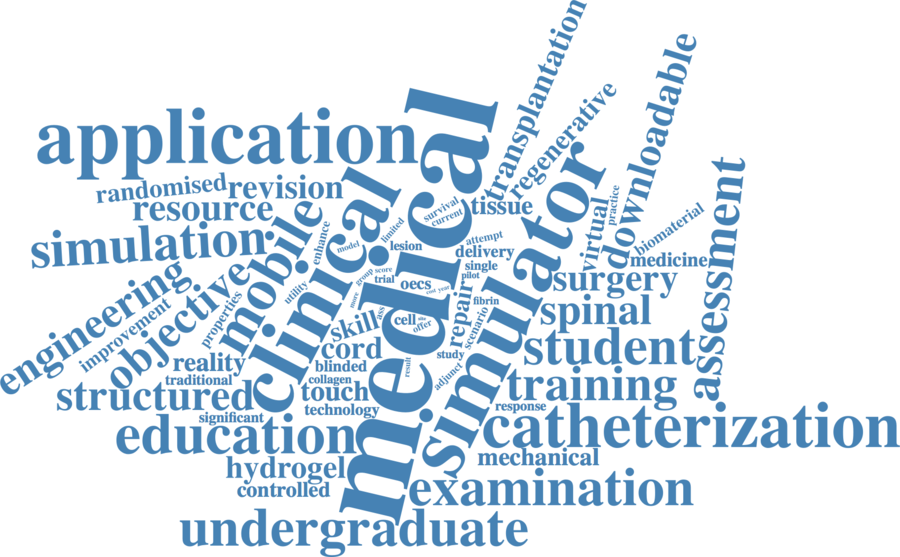 transplantation
regenerative
downloadable
medical
application
randomised
revision
resource
clinical
mobile
simulation
survival
current
tissue
simulator
virtual
practice
biomaterial
medicine
assessment
enhance
model
limited
lesion
attempt
delivery
single
pilot
engineering
objective
properties
improvement
utility
group
score
trial
more
oecs
cost
year
surgery
spinal
repair
fibrin
scenario
cell
offer
skill
ass
cord
student
reality
traditional
blinded
collagen
study
adjunct
result
structured
touch
technology
training
response
significant
education
catheterization
mechanical
hydrogel
controlled
examination
undergraduate